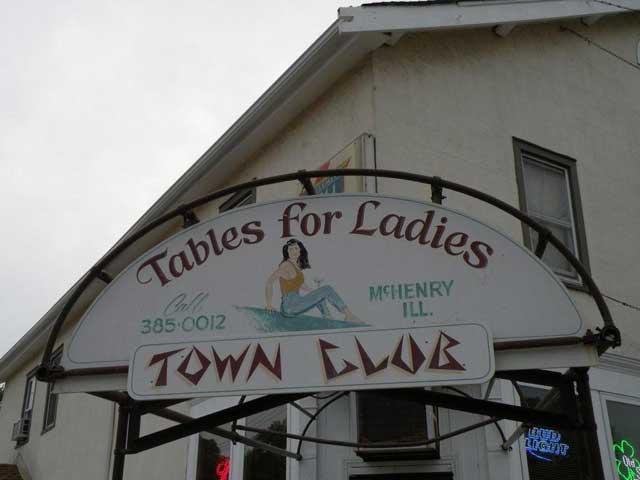 Tables for Ladies
Call
385-0012
McHENRY
ILL.
TOWN CLUB
BUD
LIGHT